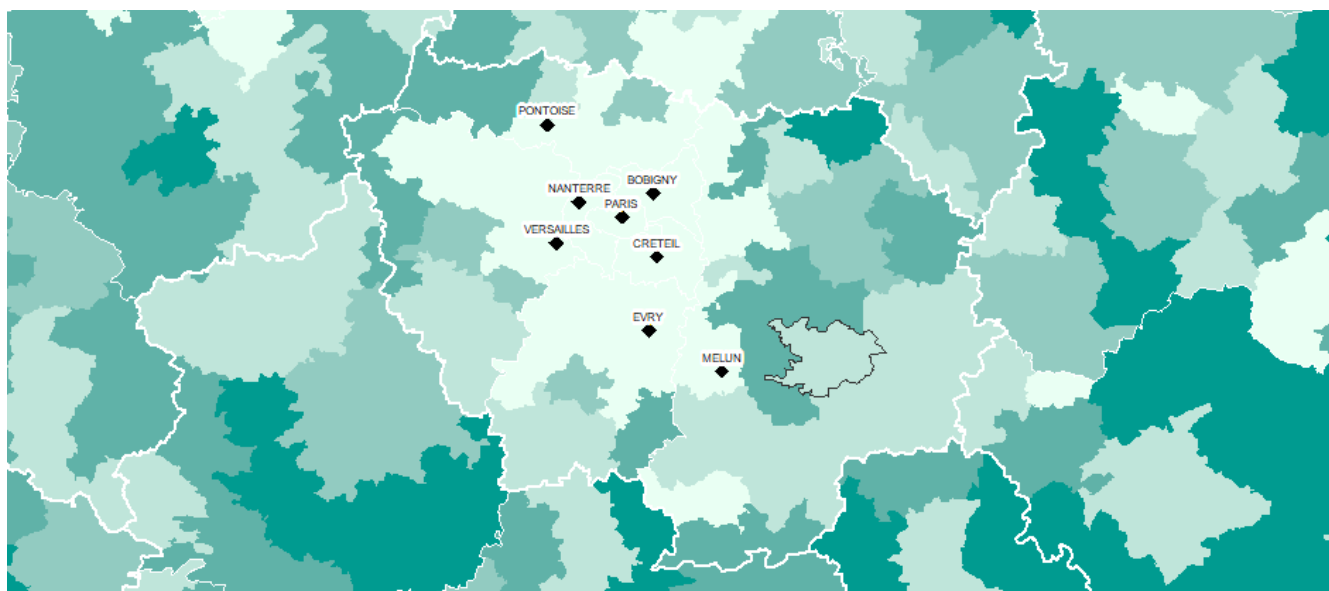 PONTOISE
BOBIGNY
NANTERRE
PARIS
VERSAILLES
CRETEIL
EVRY
MELUN